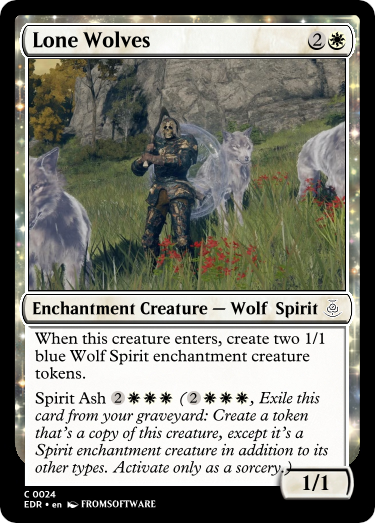 Lone Wolves 2
Enchantment Creature — Wolf Spirit
When this creature enters, create two 1/1
blue Wolf Spirit enchantment creature
tokens.
Spirit Ash 2 (2, Exile this
card from your graveyard: Create a token
that's a copy of this creature, except it's a
Spirit enchantment creature in addition to its
other types. Activate only as a sorcery.)
1/1
C 0024
EDR • en FROMSOFTWARE